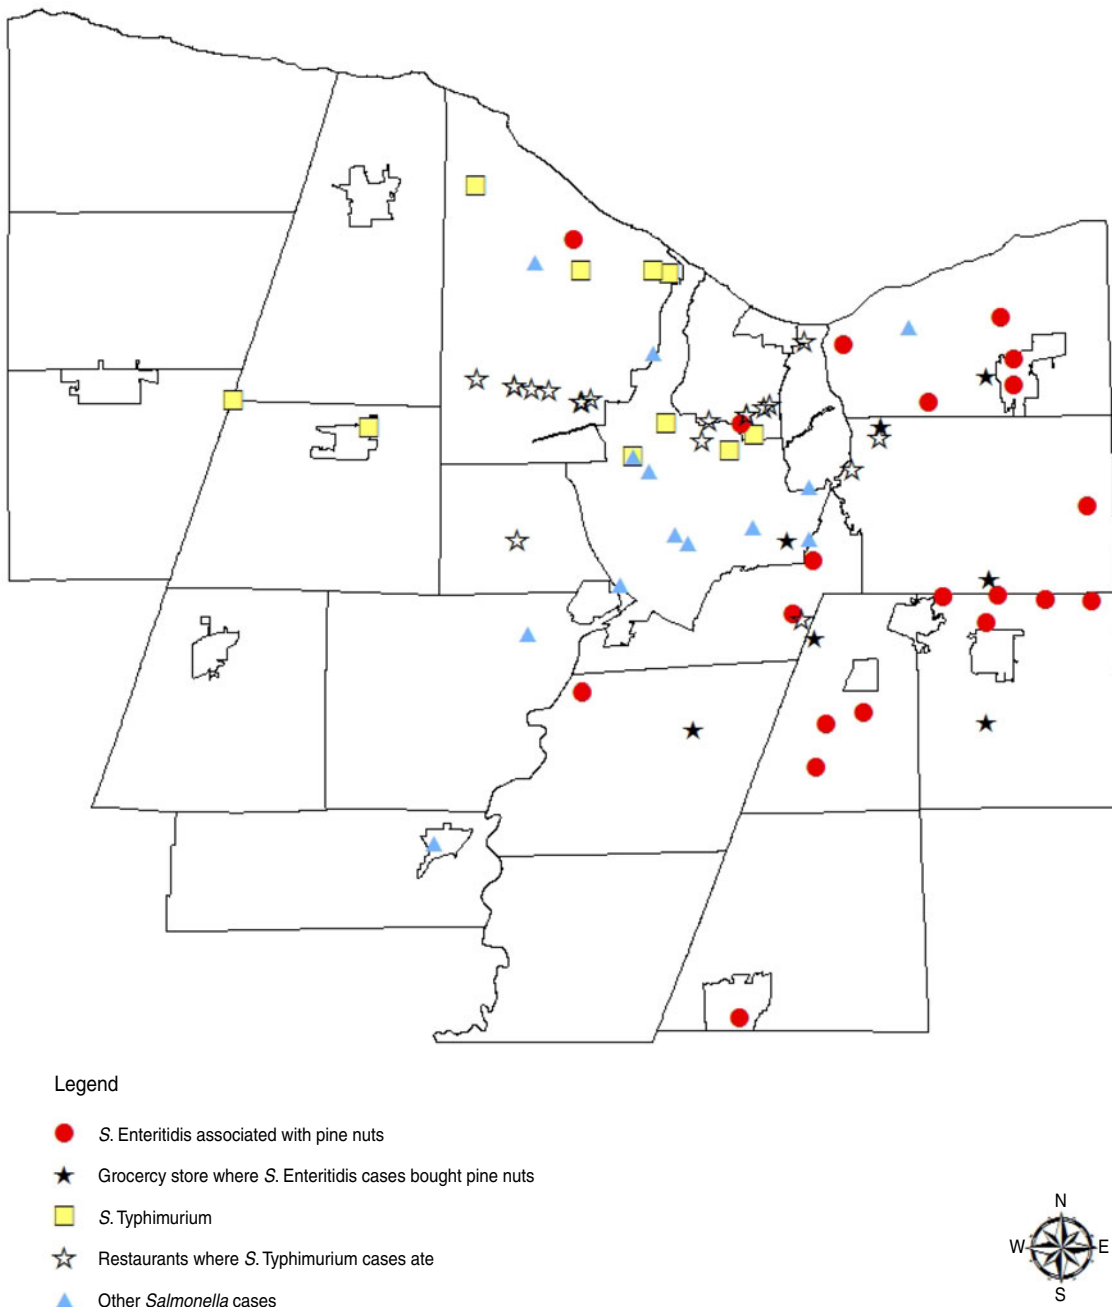 Legend
S. Enteritidis associated with pine nuts
Grocercy store where S. Enteritidis cases bought pine nuts
S. Typhimurium
Restaurants where S. Typhimurium cases ate
Other Salmonella cases
N
W E
S